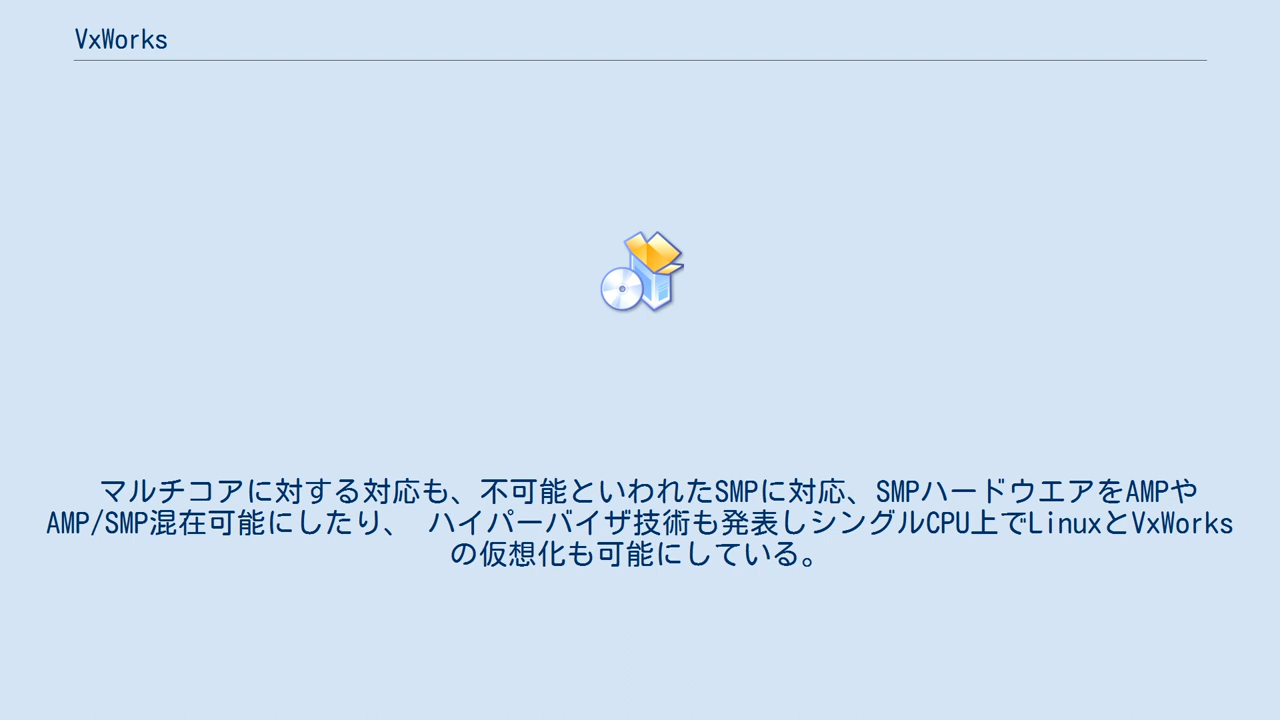 VxWorks
マルチコアに対する対応も、不可能といわれたSMPに対応、SMPハードウエアをAMPや
AMP/SMP混在可能にしたり、 ハイパーバイザ技術も発表しシングルCPU上でLinuxとVxWorks
の仮想化も可能にしている。